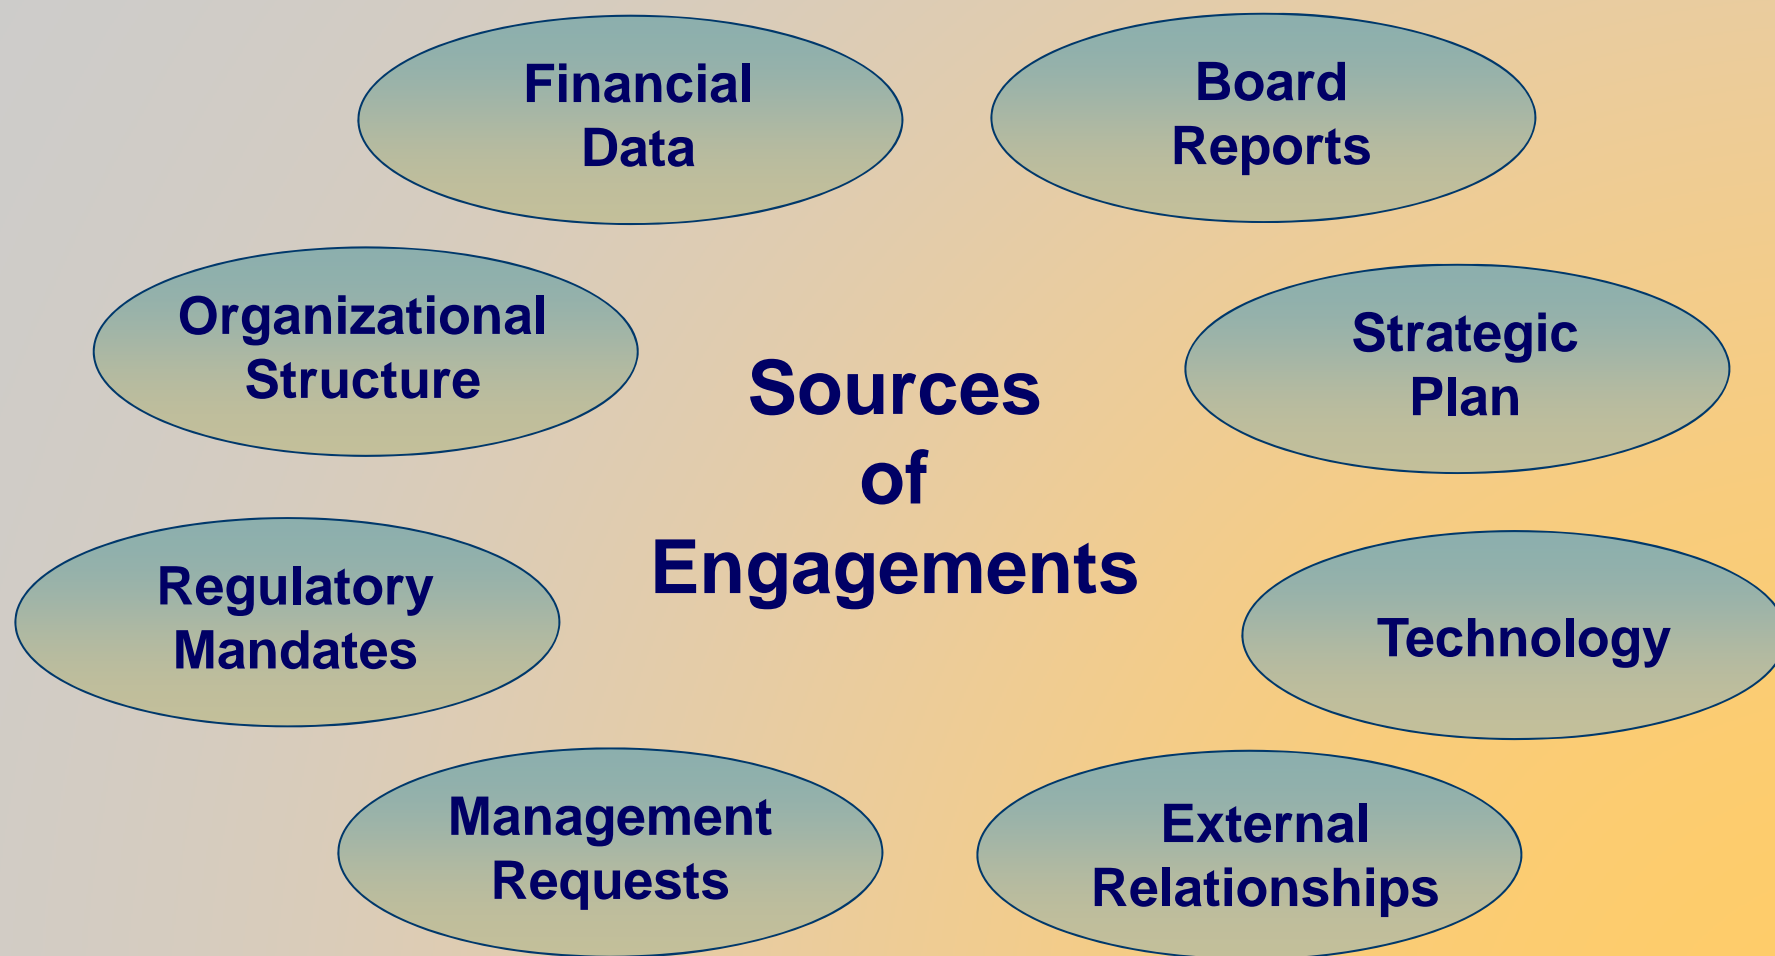 Financial
Data
Board
Reports
Organizational
Structure
Strategic
Plan
Sources
of
Engagements
Regulatory
Mandates
Technology
Management
Requests
External
Relationships